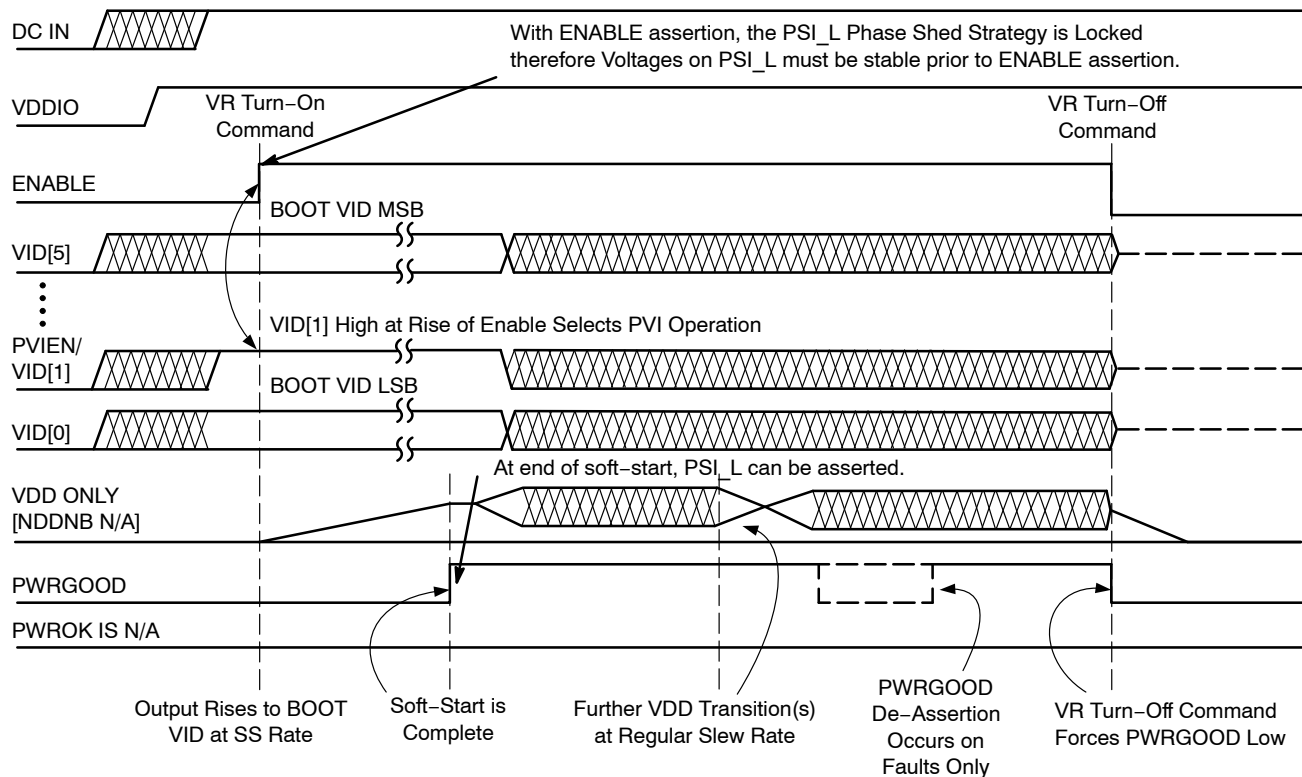 DC IN
With ENABLE assertion, the PSI_L Phase Shed Strategy is Locked
therefore Voltages on PSI_L must be stable prior to ENABLE assertion.
VDDIO
VR Turn−On
Command
VR Turn−Off
Command
ENABLE
BOOT VID MSB
VID[5]
VID[1] High at Rise of Enable Selects PVI Operation
PVIEN/
VID[1]
BOOT VID LSB
VID[0]
At end of soft−start, PSI_L can be asserted.
VDD ONLY
[NDDNB N/A]
PWRGOOD
PWROK IS N/A
Output Rises to BOOT
VID at SS Rate
Soft−Start is
Complete
Further VDD Transition(s)
at Regular Slew Rate
PWRGOOD
De−Assertion
Occurs on
Faults Only
VR Turn−Off Command
Forces PWRGOOD Low